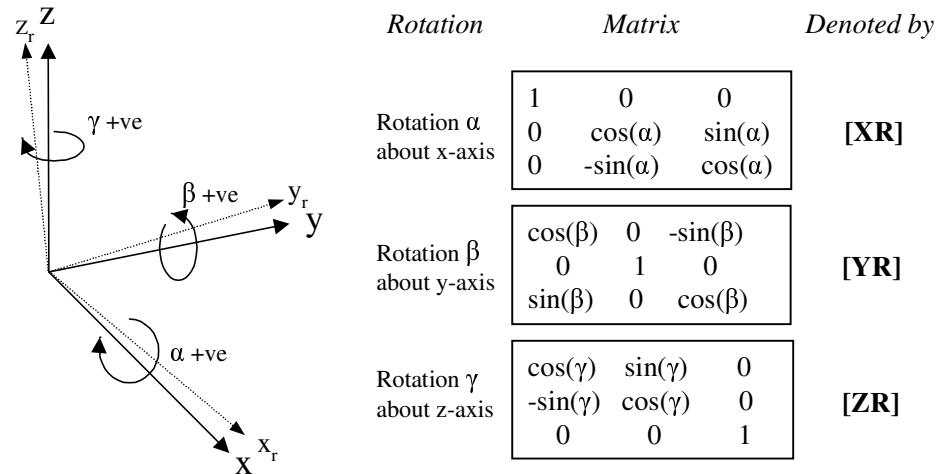 z
z_r
γ +ve
β +ve
y_r
y
α +ve
x_r
x
Rotation Matrix Denoted by
Rotation α
about x-axis
1 0 0
0 cos(α) sin(α)
0 -sin(α) cos(α)
[XR]
Rotation β
about y-axis
cos(β) 0 -sin(β)
0 1 0
sin(β) 0 cos(β)
[YR]
Rotation γ
about z-axis
cos(γ) sin(γ) 0
-sin(γ) cos(γ) 0
0 0 1
[ZR]